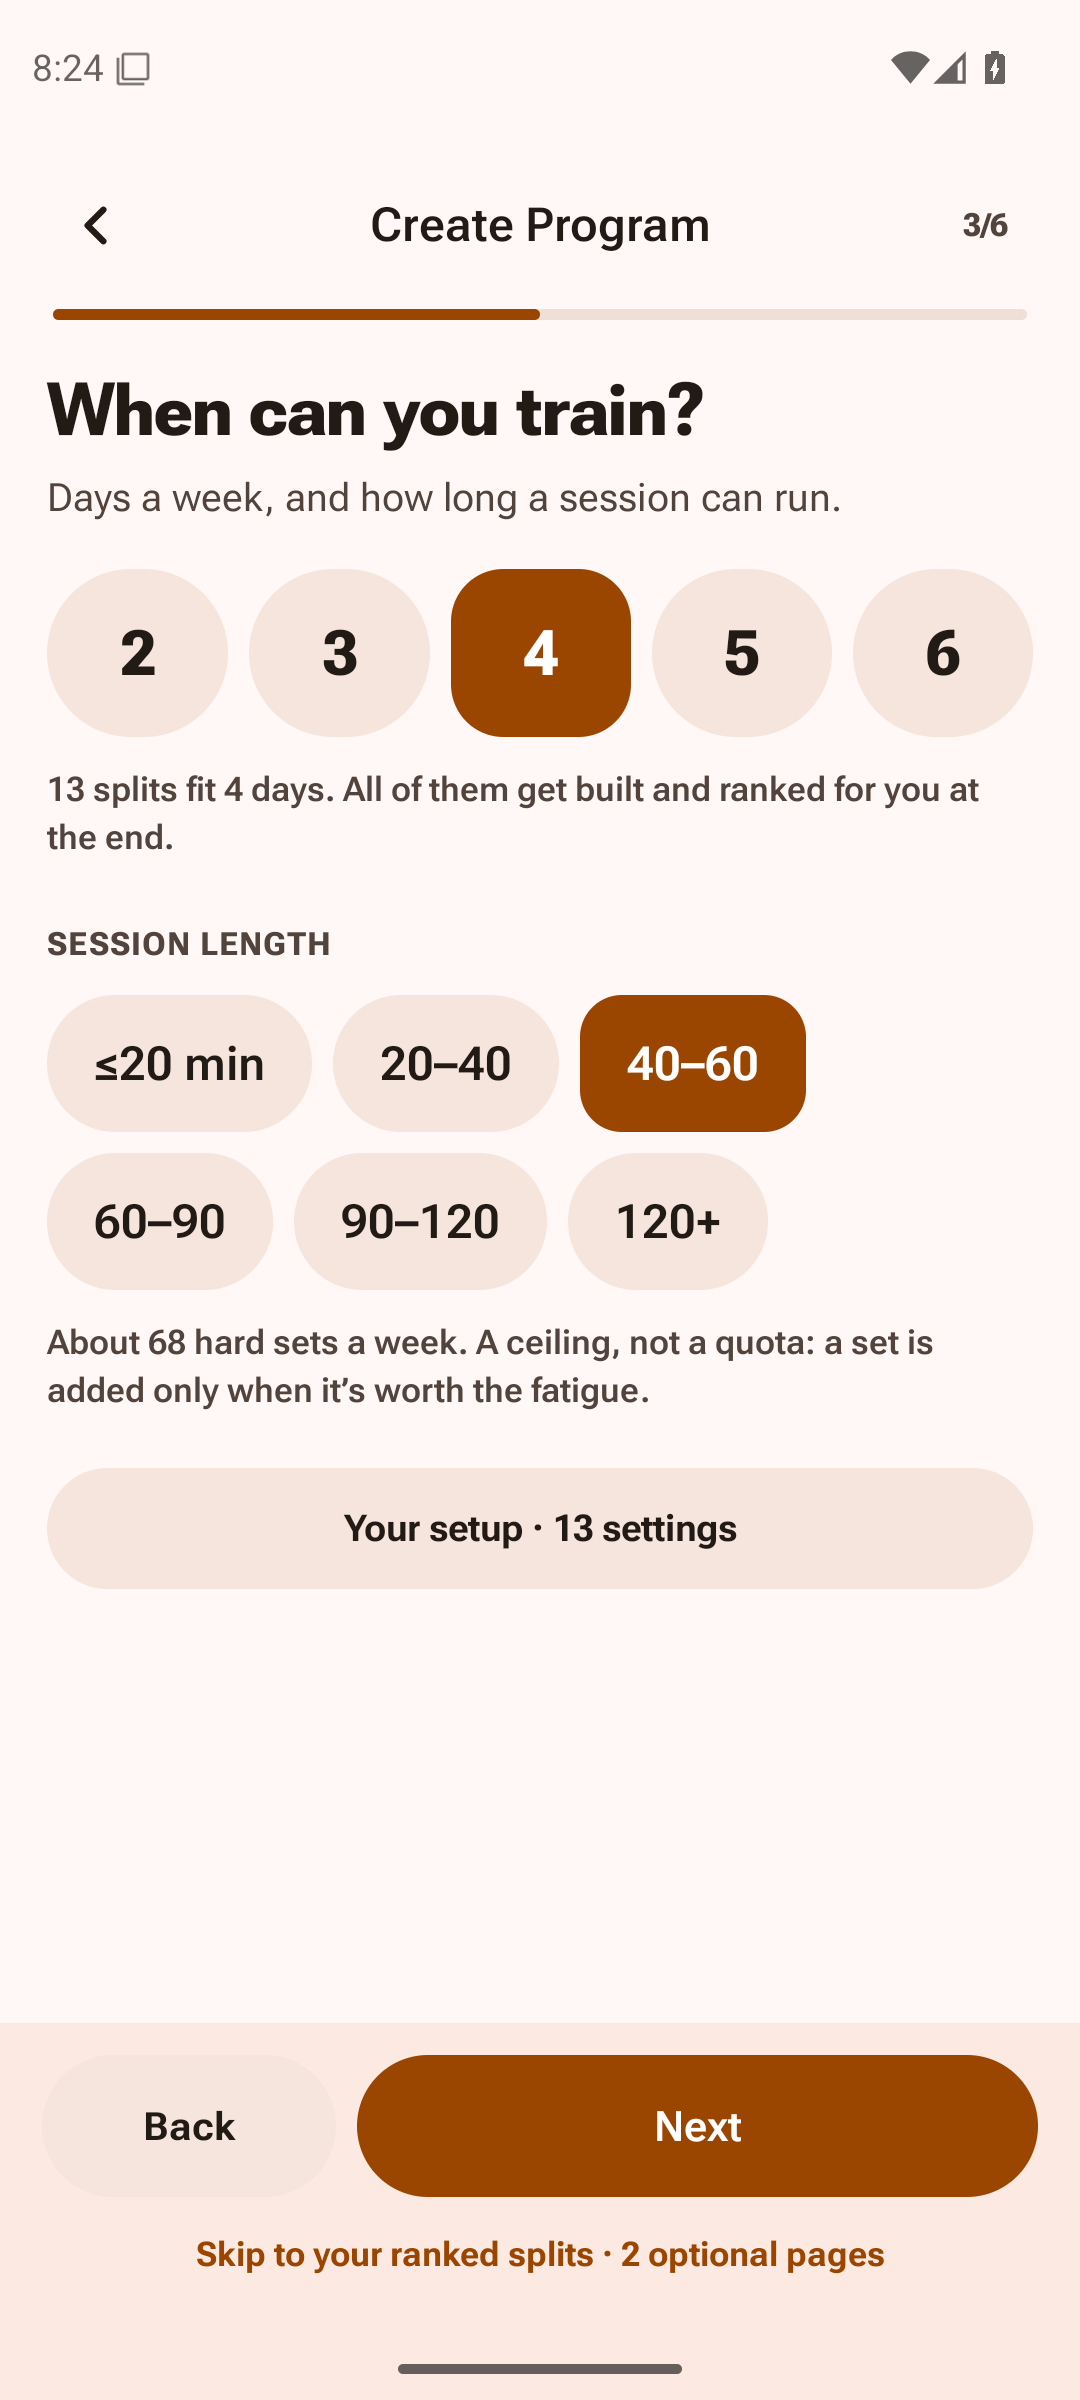 8:24
Create Program
3/6
When can you train?
Days a week, and how long a session can run.
2
3
4
5
6
13 splits fit 4 days. All of them get built and ranked for you at
the end.
SESSION LENGTH
≤20 min
20–40
40–60
60–90
90–120
120+
About 68 hard sets a week. A ceiling, not a quota: a set is
added only when it’s worth the fatigue.
Your setup · 13 settings
Back
Next
Skip to your ranked splits · 2 optional pages